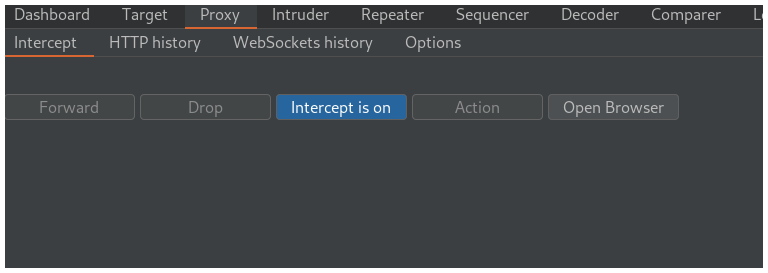 Dashboard Target Proxy Intruder Repeater Sequencer Decoder Comparer
Intercept HTTP history WebSockets history Options
Forward Drop Intercept is on Action Open Browser